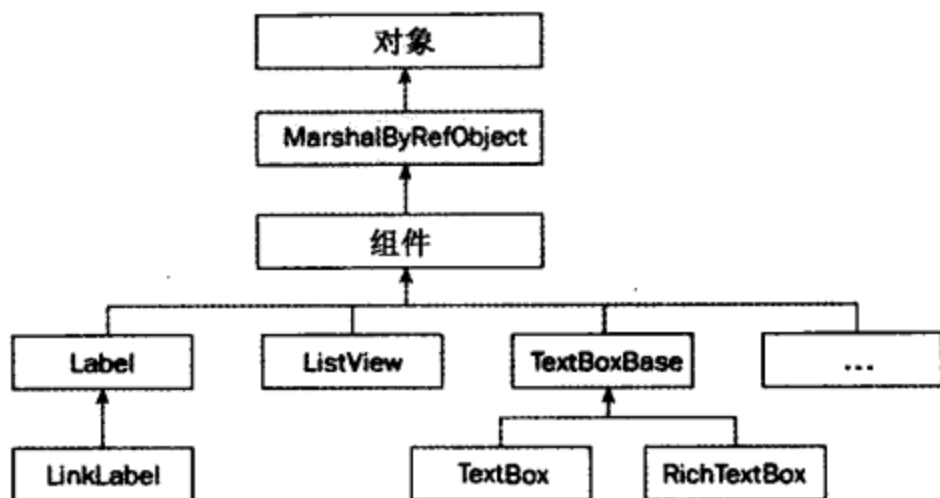 对象
MarshalByRefObject
组件
Label
ListView
TextBoxBase
...
LinkLabel
TextBox
RichTextBox